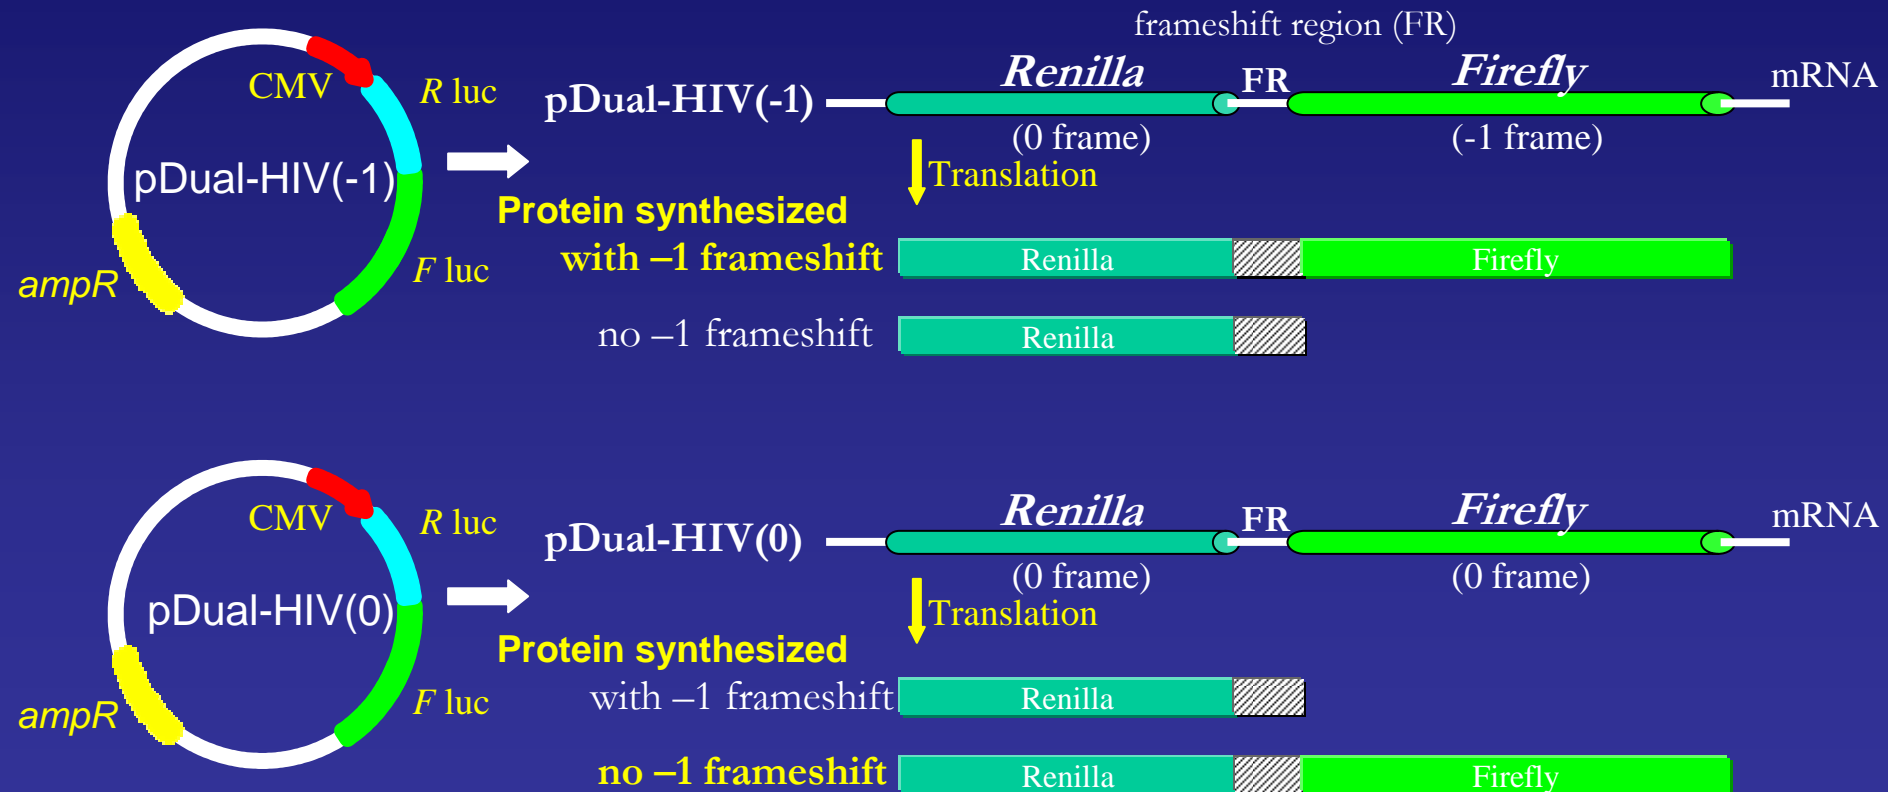 frameshift region (FR)
CMV
R luc
pDual-HIV(-1)
ampR
F luc
pDual-HIV(-1)
Renilla
FR
Firefly
mRNA
(0 frame)
(-1 frame)
Translation
Protein synthesized
with –1 frameshift
Renilla
Firefly
no –1 frameshift
Renilla
CMV
R luc
pDual-HIV(0)
ampR
F luc
pDual-HIV(0)
Renilla
FR
Firefly
mRNA
(0 frame)
(0 frame)
Translation
Protein synthesized
with –1 frameshift
Renilla
no –1 frameshift
Renilla
Firefly